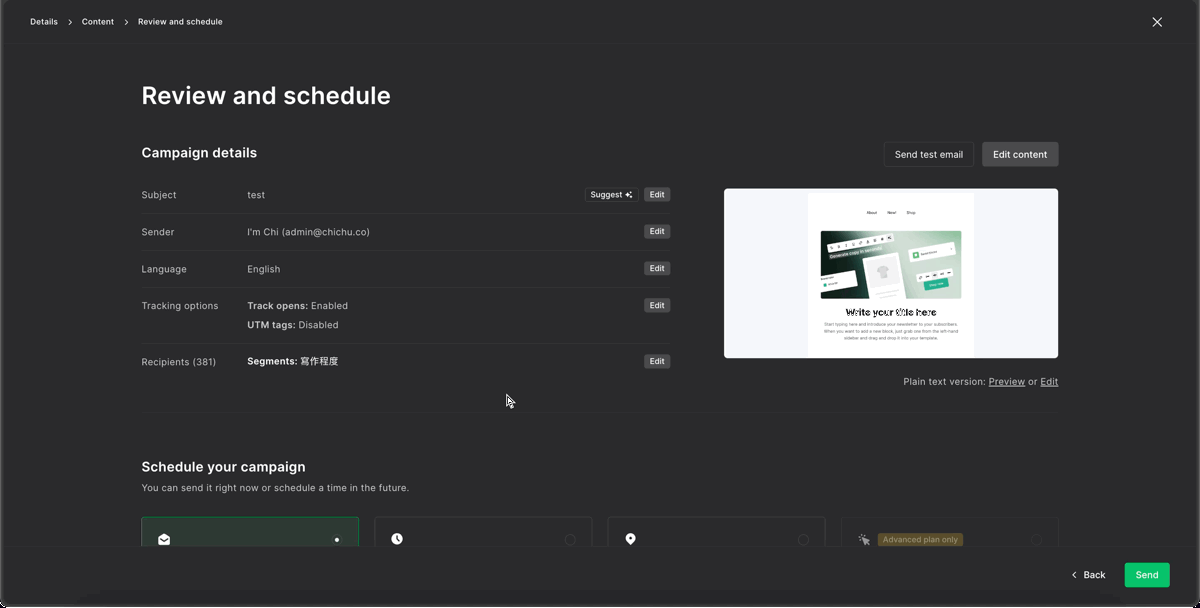 Details > Content > Review and schedule
Review and schedule
Campaign details
Send test email
Edit content
Subject test Suggest Edit
Sender I'm Chi (admin@chichu.co) Edit
Language English Edit
Tracking options Track opens: Enabled Edit
UTM tags: Disabled
Recipients (381) Segments: 寫作程度 Edit
About New! Shop
Write your title here
Start typing here and introduce your newsletter to your subscribers.
When you want to add a new block, just grab one from the left-hand
sidebar and drag and drop it into your template.
Plain text version: Preview or Edit
Schedule your campaign
You can send it right now or schedule a time in the future.
Advanced plan only
Back
Send